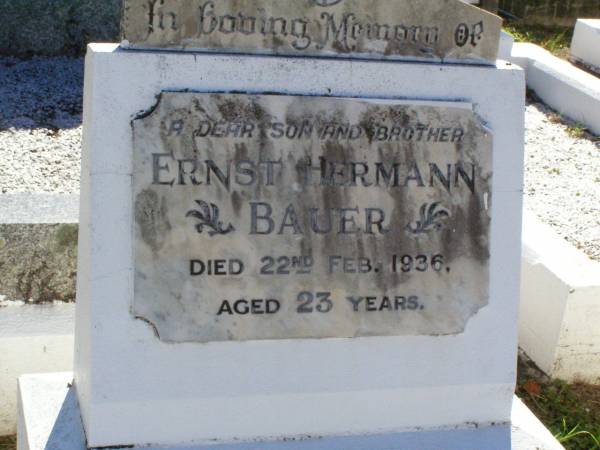 In Loving Memory OF
A DEAR SON AND BROTHER
ERNST HERMANN
BAUER
DIED 22ND FEB. 1936.
AGED 23 YEARS.